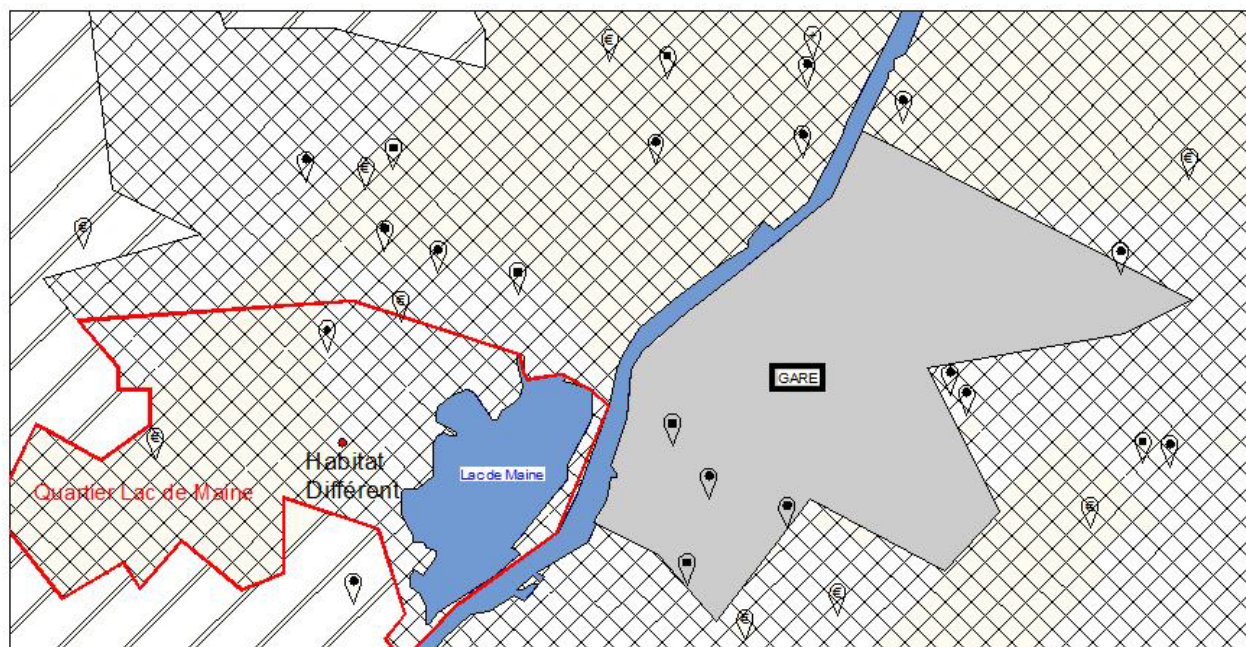 GARE
Habitat
Différent
Lac de Maine
Quartier Lac de Maine